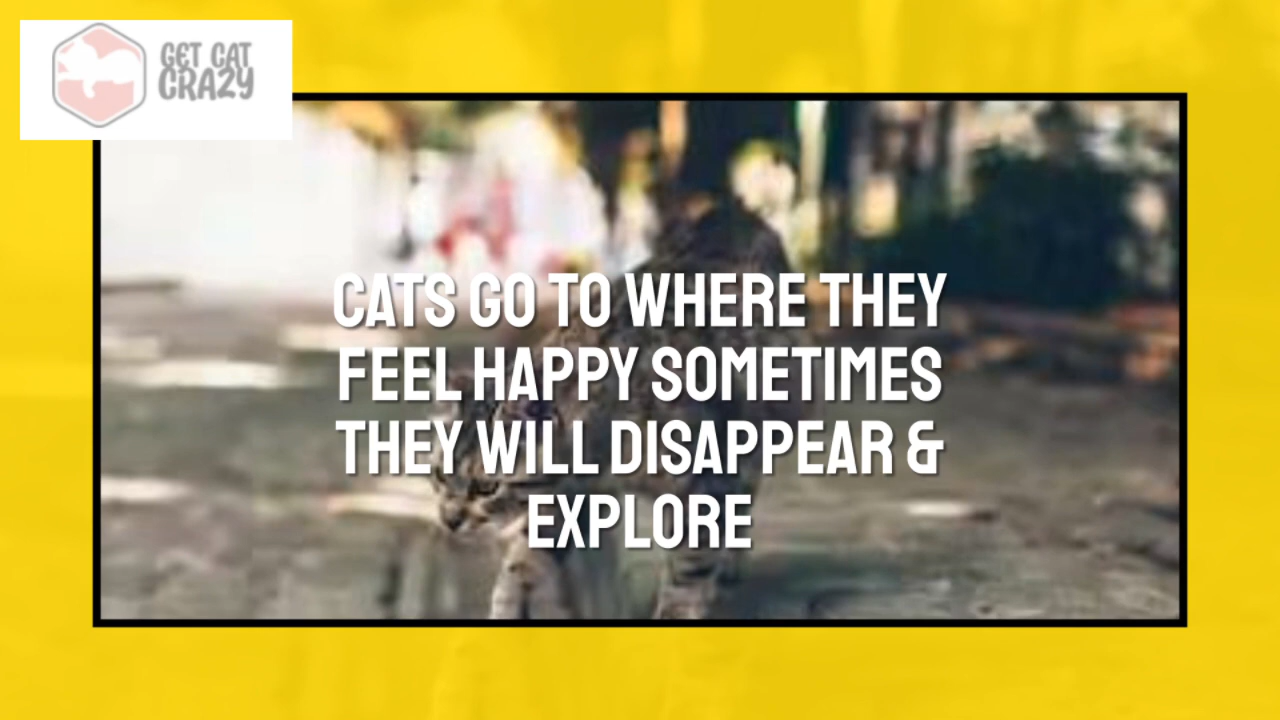 GET CAT
CRAZY
CATS GO TO WHERE THEY
FEEL HAPPY SOMETIMES
THEY WILL DISAPPEAR &
EXPLORE